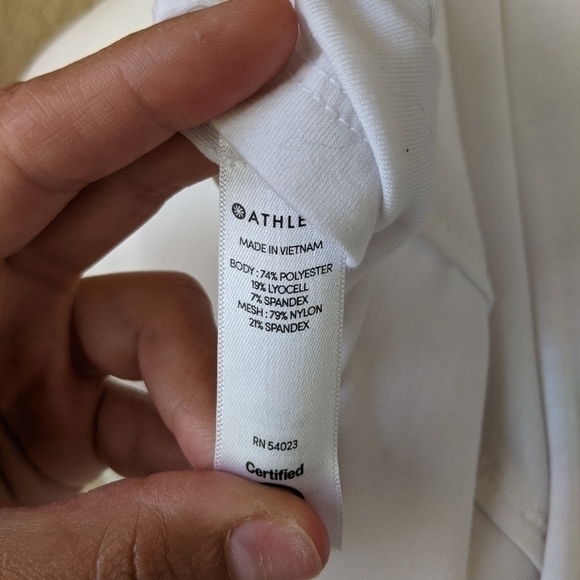 ATHLE
MADE IN VIETNAM
BODY : 74% POLYESTER
19% LYOCELL
7% SPANDEX
MESH : 79% NYLON
21% SPANDEX
RN 54023
Certified